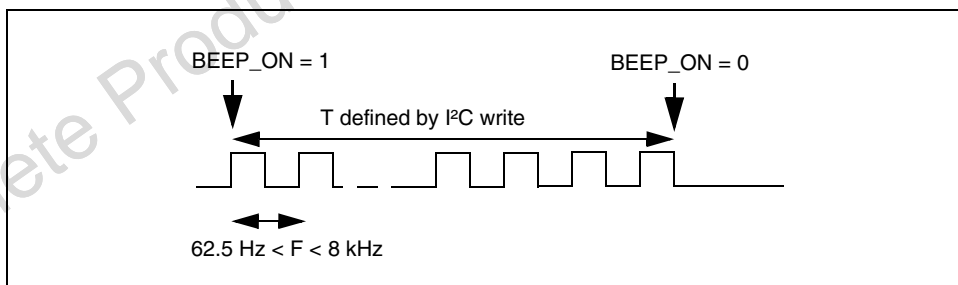 BEEP_ON = 1
BEEP_ON = 0
T defined by I²C write
62.5 Hz < F < 8 kHz